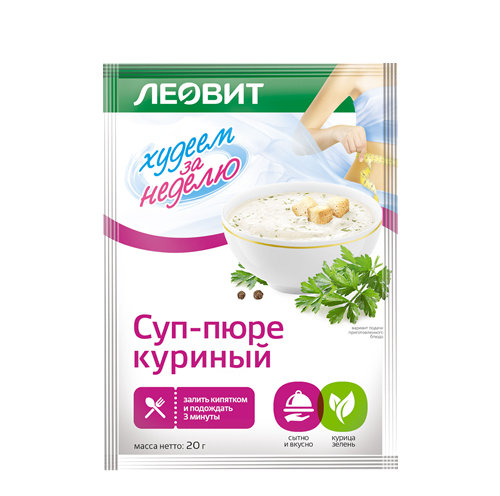 ЛЕОВИТ
худеем
за
неделю
вариант подачи
приготовленного
блюда
Суп-пюре
куриный
залить кипятком
и подождать
3 минуты
сытно
и вкусно
курица
зелень
масса нетто: 20 г